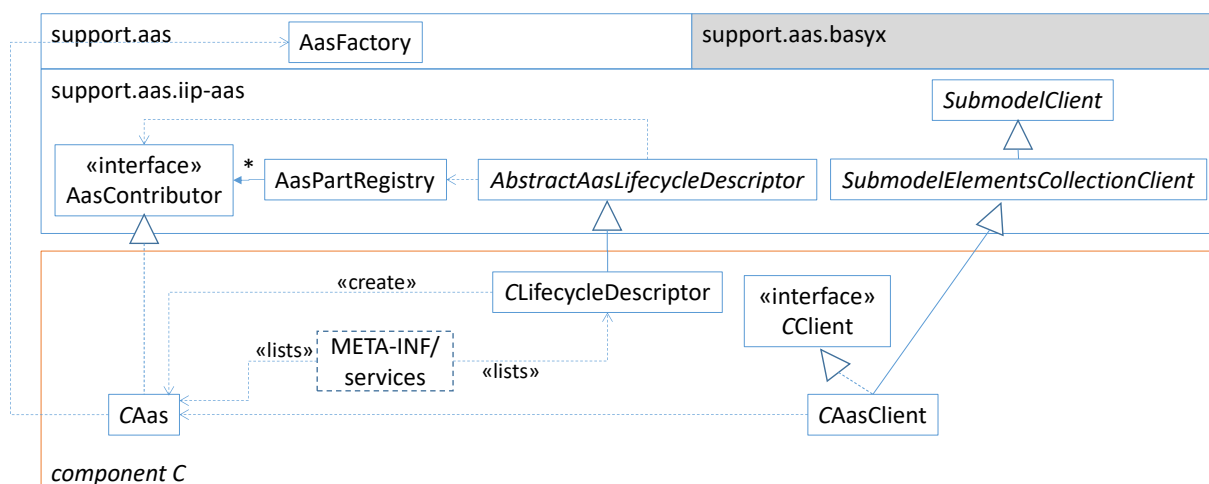 support.aas
AasFactory
support.aas.basyx
support.aas.iip-aas
SubmodelClient
«interface»
AasContributor
*
AasPartRegistry
AbstractAasLifecycleDescriptor
SubmodelElementsCollectionClient
«create»
CLifecycleDescriptor
«interface»
CClient
«lists»
META-INF/
services
«lists»
CAas
CAasClient
component C